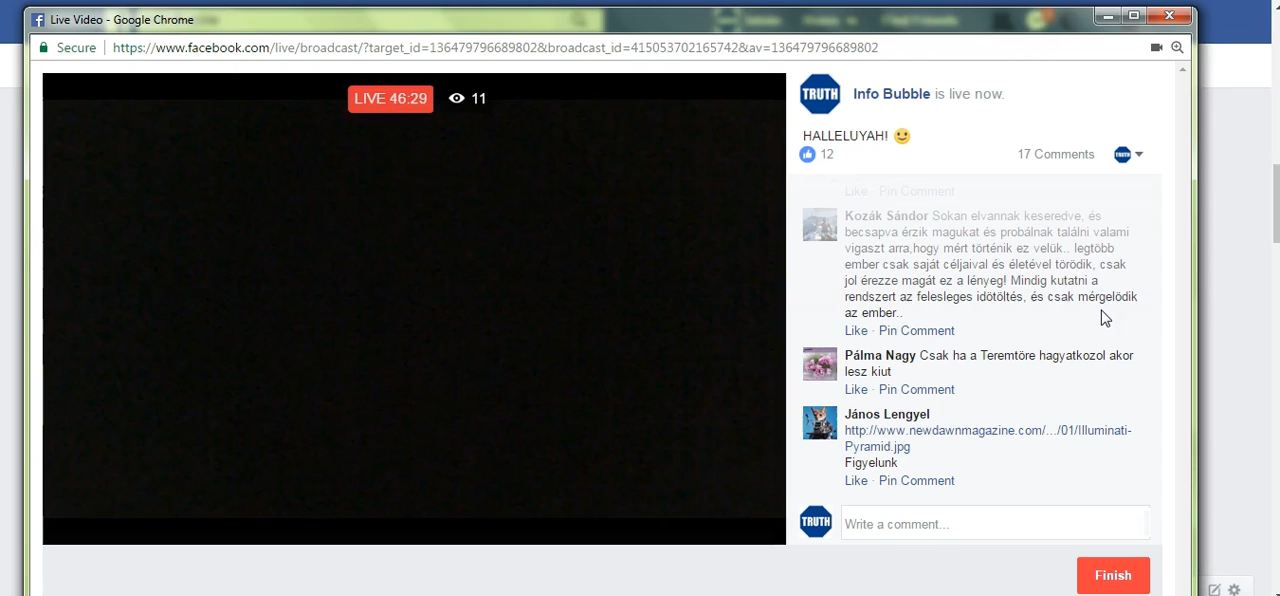 Live Video - Google Chrome
Secure
https://www.facebook.com/live/broadcast/?target_id=136479796689802&broadcast_id=415053702165742&av=136479796689802
LIVE 46:29 11
TRUTH
Info Bubble is live now.
HALLELUYAH!
12
17 Comments TRUTH
Like · Pin Comment
Kozák Sándor Sokan elvannak keseredve, és
becsapva érzik magukat és probálnak találni valami
vigaszt arra,hogy mért történik ez velük.. legtöbb
ember csak saját céljaival és életével törödik, csak
jol érezze magát ez a lényeg! Mindig kutatni a
rendszert az felesleges idötöltés, és csak mérgelödik
az ember..
Like · Pin Comment
Pálma Nagy Csak ha a Teremtöre hagyatkozol akor
lesz kiut
Like · Pin Comment
János Lengyel
http://www.newdawnmagazine.com/.../01/Illuminati-
Pyramid.jpg
Figyelunk
Like · Pin Comment
TRUTH
Write a comment...
Finish